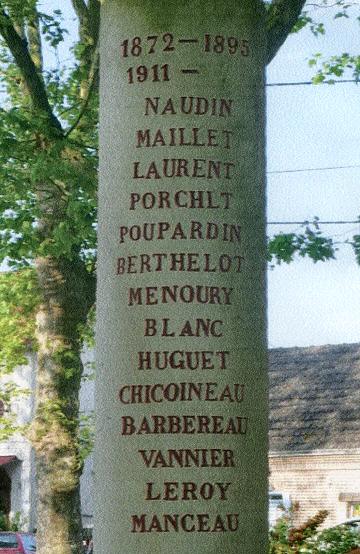 1872 — 1895
1911 —
NAUDIN
MAILLET
LAURENT
PORCHLT
POUPARDIN
BERTHELOT
MENOURY
BLANC
HUGUET
CHICOINEAU
BARBEREAU
VANNIER
LEROY
MANCEAU